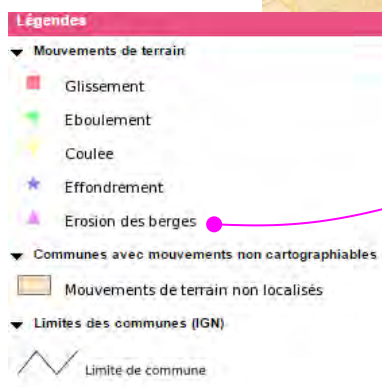 Légendes
Mouvements de terrain
Glissement
Eboulement
Coulee
Effondrement
Erosion des berges
Communes avec mouvements non cartographiables
Mouvements de terrain non localisés
Limites des communes (IGN)
Limite de commune